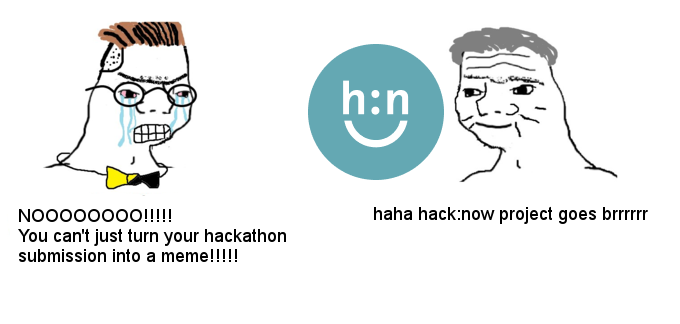 h:n
NOOOOOOOO!!!!!
You can't just turn your hackathon
submission into a meme!!!!!
haha hack:now project goes brrrrrr